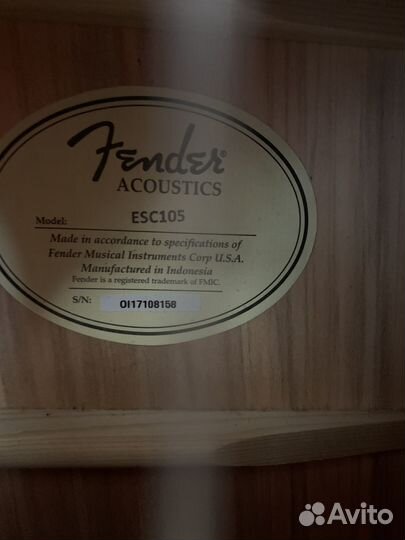 Fender®
ACOUSTICS
Model: ESC105
Made in accordance to specifications of
Fender Musical Instruments Corp U.S.A.
Manufactured in Indonesia
Fender is a registered trademark of FMIC.
S/N: OI17108158
Avito